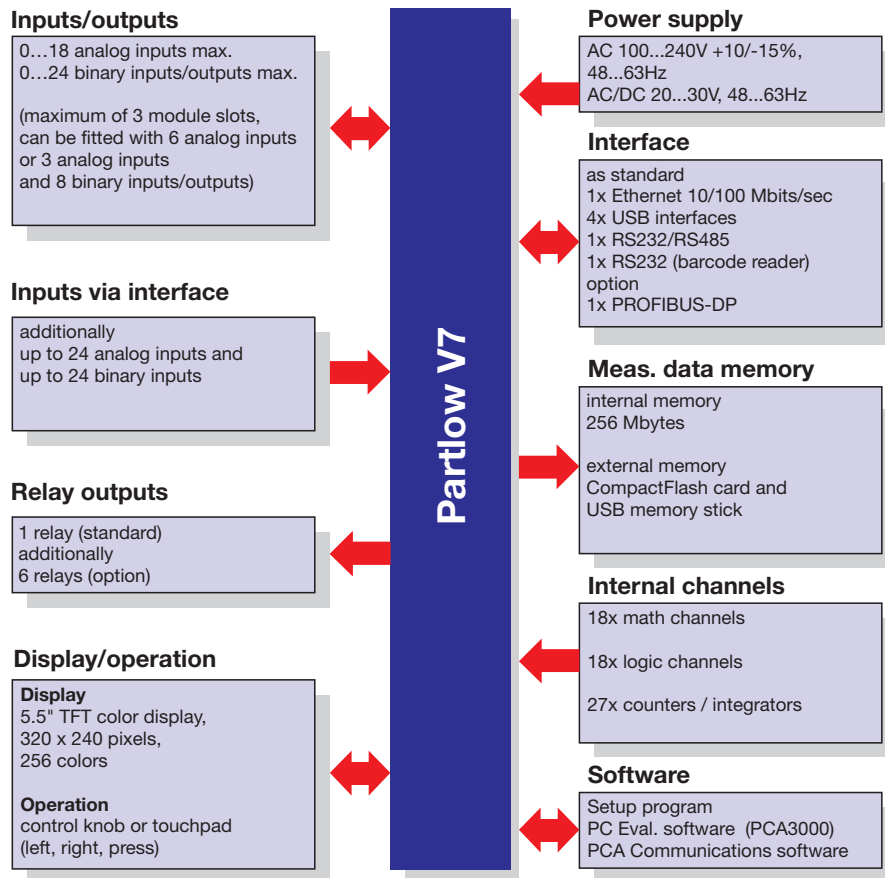 Inputs/outputs
0...18 analog inputs max.
0...24 binary inputs/outputs max.
(maximum of 3 module slots,
can be fitted with 6 analog inputs
or 3 analog inputs
and 8 binary inputs/outputs)
Inputs via interface
additionally
up to 24 analog inputs and
up to 24 binary inputs
Relay outputs
1 relay (standard)
additionally
6 relays (option)
Display/operation
Display
5.5" TFT color display,
320 x 240 pixels,
256 colors
Operation
control knob or touchpad
(left, right, press)
Partlow V7
Power supply
AC 100...240V +10/-15%,
48...63Hz
AC/DC 20...30V, 48...63Hz
Interface
as standard
1x Ethernet 10/100 Mbits/sec
4x USB interfaces
1x RS232/RS485
1x RS232 (barcode reader)
option
1x PROFIBUS-DP
Meas. data memory
internal memory
256 Mbytes
external memory
CompactFlash card and
USB memory stick
Internal channels
18x math channels
18x logic channels
27x counters / integrators
Software
Setup program
PC Eval. software (PCA3000)
PCA Communications software